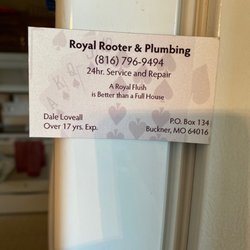 Royal Rooter & Plumbing
(816) 796-9494
24hr. Service and Repair
A Royal Flush
is Better than a Full House
Dale Loveall
Over 17 yrs. Exp.
P.O. Box 134
Buckner, MO 64016